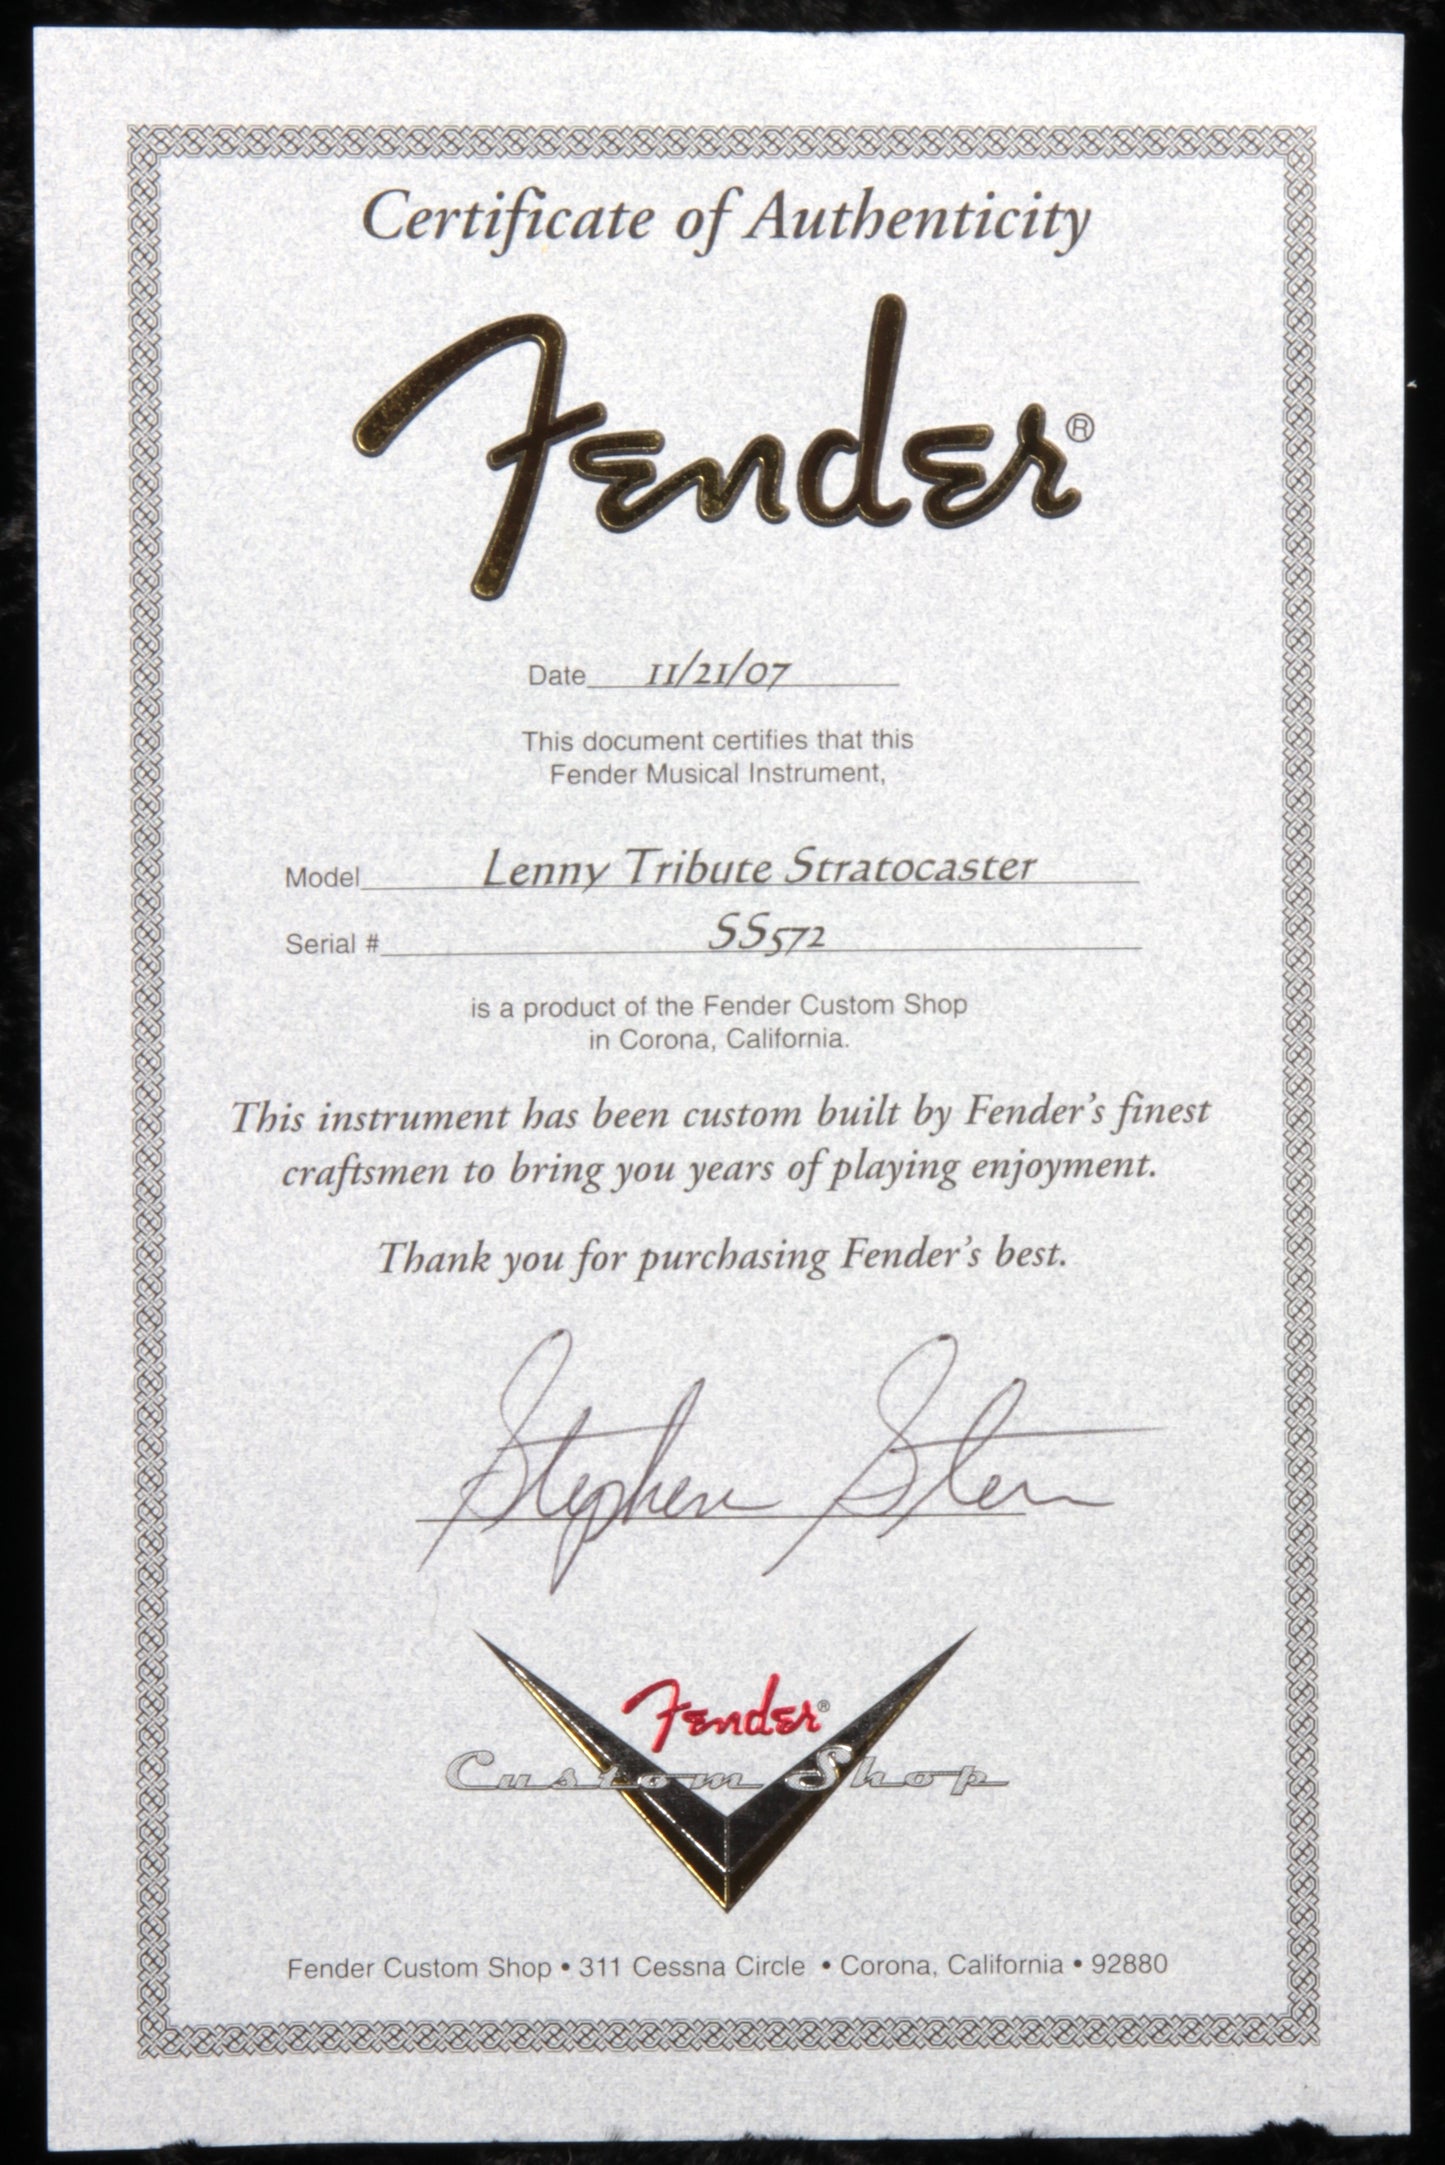 Certificate of Authenticity
Fender®
Date 11/21/07
This document certifies that this
Fender Musical Instrument,
Model Lenny Tribute Stratocaster
Serial # SS572
is a product of the Fender Custom Shop
in Corona, California.
This instrument has been custom built by Fender's finest
craftsmen to bring you years of playing enjoyment.
Thank you for purchasing Fender's best.
Stephen Stern
Fender®
Custom Shop
Fender Custom Shop • 311 Cessna Circle • Corona, California • 92880